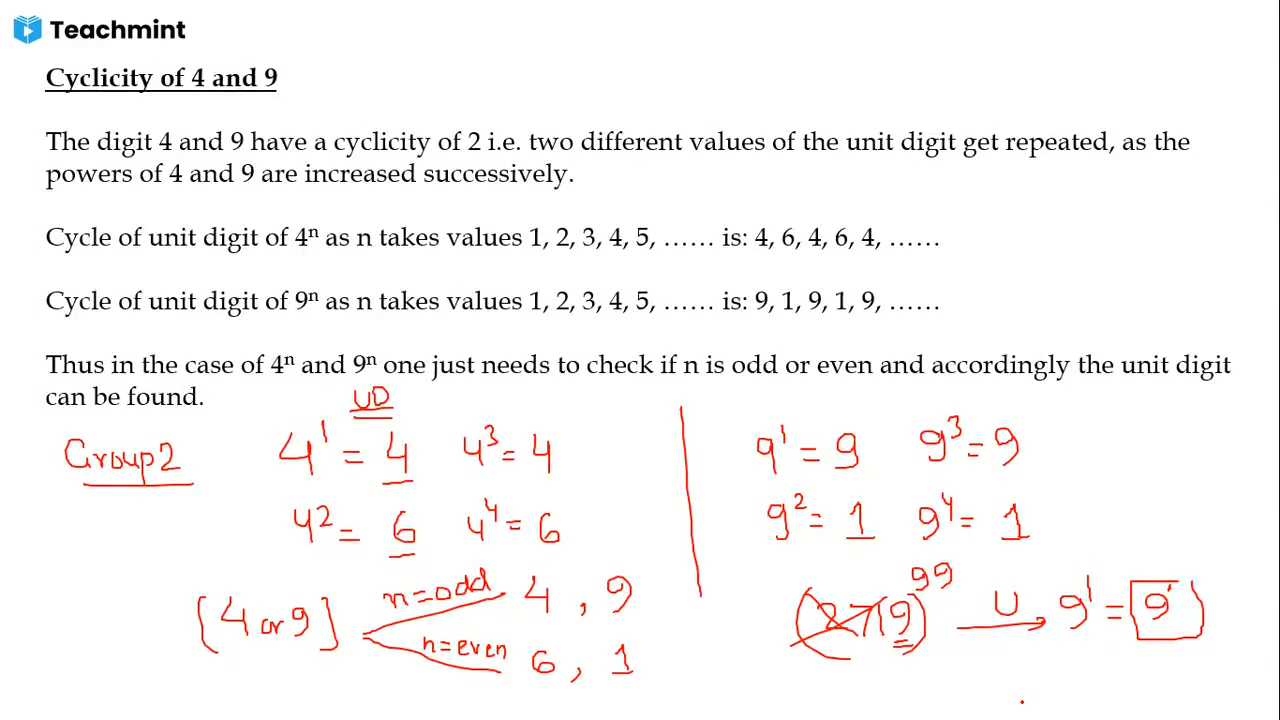 Teachmint
Cyclicity of 4 and 9
The digit 4 and 9 have a cyclicity of 2 i.e. two different values of the unit digit get repeated, as the
powers of 4 and 9 are increased successively.
Cycle of unit digit of 4ⁿ as n takes values 1, 2, 3, 4, 5, …… is: 4, 6, 4, 6, 4, ……
Cycle of unit digit of 9ⁿ as n takes values 1, 2, 3, 4, 5, …… is: 9, 1, 9, 1, 9, ……
Thus in the case of 4ⁿ and 9ⁿ one just needs to check if n is odd or even and accordingly the unit digit
can be found.
UD
Group2 4¹ = 4 4³ = 4 9¹ = 9 9³ = 9
4² = 6 4⁴ = 6 9² = 1 9⁴ = 1
n=odd 4, 9
[4 or 9] (9)⁹⁹ U 9¹ = 9
n=even 6, 1